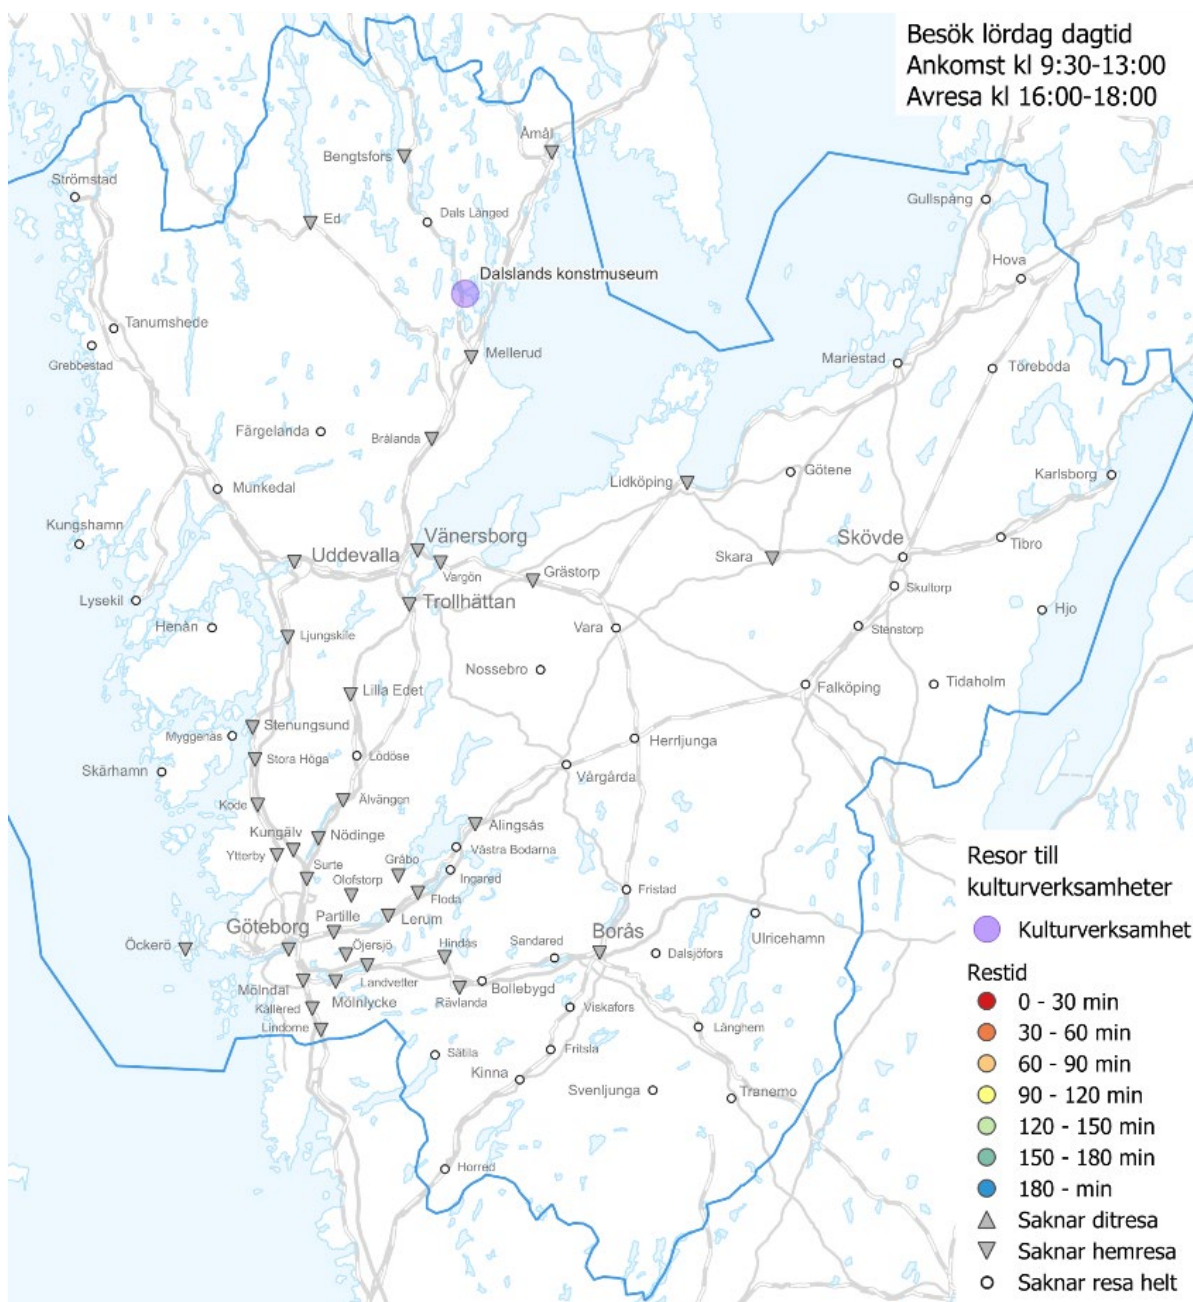 Besök lördag dagtid
Ankomst kl 9:30-13:00
Avresa kl 16:00-18:00
Åmål
Bengtsfors
Strömstad
Gullspång
Ed
Dals Långed
Hova
Dalslands konstmuseum
Tanumshede
Grebbestad
Mellerud
Mariestad
Töreboda
Färgelanda
Brålanda
Götene
Karlsborg
Lidköping
Munkedal
Kungshamn
Vänersborg
Skövde
Tibro
Uddevalla
Skara
Vargön
Grästorp
Skultorp
Lysekil
Trollhättan
Hjo
Henån
Vara
Stenstorp
Ljungskile
Nossebro
Lilla Edet
Falköping
Tidaholm
Stenungsund
Myggenäs
Herrljunga
Stora Höga
Lödöse
Skärhamn
Vårgårda
Kode
Älvängen
Alingsås
Kungälv
Nödinge
Västra Bodarna
Ytterby
Surte
Gråbo
Olofstorp
Ingared
Floda
Fristad
Partille
Lerum
Göteborg
Borås
Ulricehamn
Öckerö
Öjersjö
Hindås
Sandared
Dalsjöfors
Landvetter
Bollebygd
Mölndal
Mölnlycke
Rävlanda
Kållered
Viskafors
Lindome
Länghem
Sätila
Fritsla
Kinna
Svenljunga
Tranemo
Horred
Resor till
kulturverksamheter
Kulturverksamhet
Restid
0 - 30 min
30 - 60 min
60 - 90 min
90 - 120 min
120 - 150 min
150 - 180 min
180 - min
Saknar ditresa
Saknar hemresa
Saknar resa helt